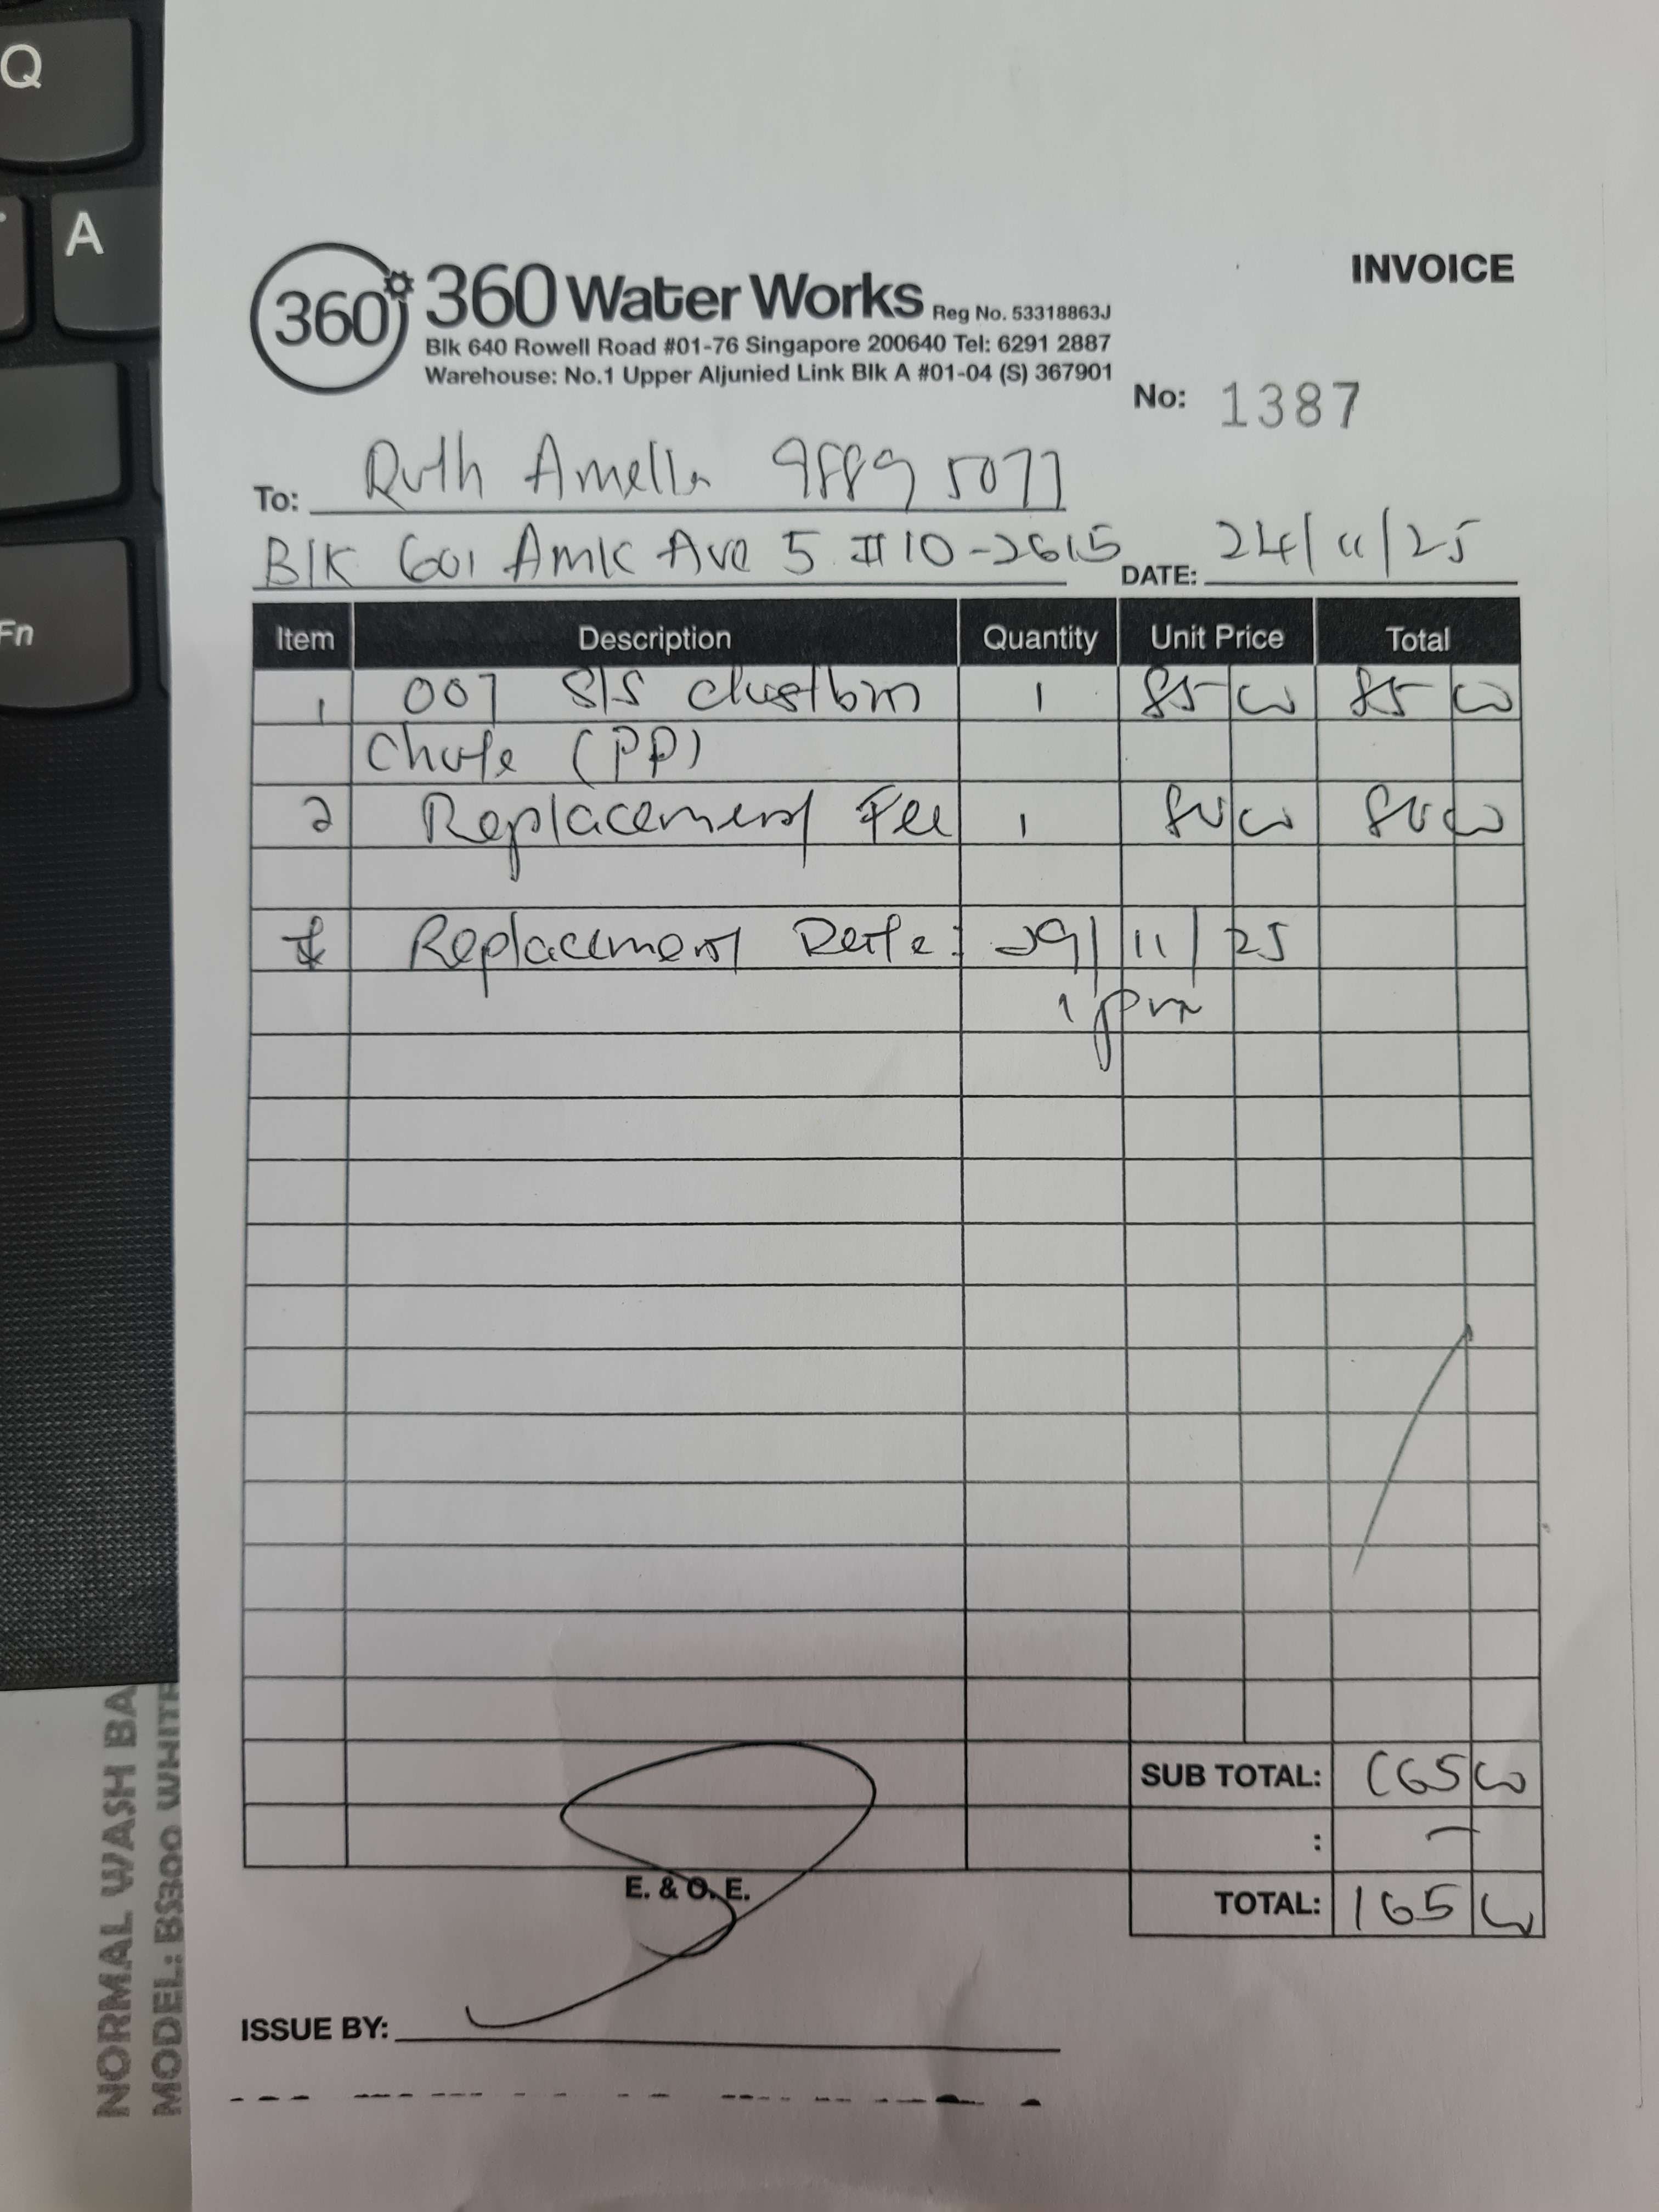 Q
A
Fn
INVOICE
360
360 Water Works Reg No. 53318863J
Blk 640 Rowell Road #01-76 Singapore 200640 Tel: 6291 2887
Warehouse: No.1 Upper Aljunied Link Blk A #01-04 (S) 367901
No: 1387
To: Ruth Amella 9889 5077
Blk 601 Amk Ave 5 #10-2615 DATE: 24/11/25
Item Description Quantity Unit Price Total
1 007 S/S dustbin 1 85 00 85 00
Chute (PP)
2 Replacement Fee 1 80 00 80 00
* Replacement Date: 29/11/25
1pm
SUB TOTAL: 165 00
: -
TOTAL: 165 00
E. & O. E.
ISSUE BY:
NORMAL WASH BA
MODEL: BS300 WHITE